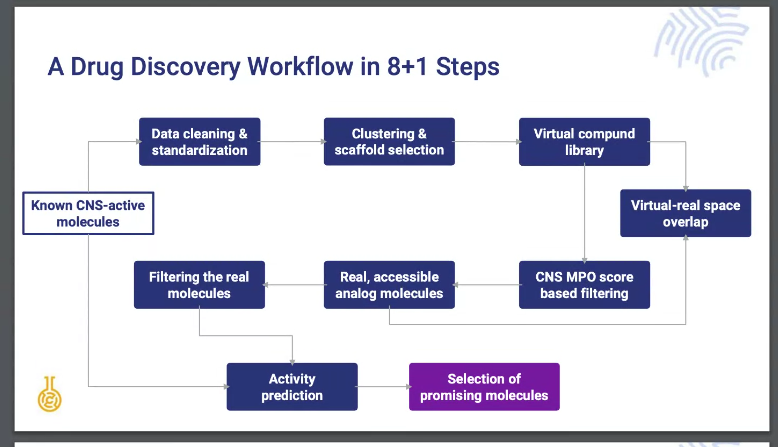 A Drug Discovery Workflow in 8+1 Steps
Data cleaning &
standardization
Clustering &
scaffold selection
Virtual compund
library
Known CNS-active
molecules
Virtual-real space
overlap
Filtering the real
molecules
Real, accessible
analog molecules
CNS MPO score
based filtering
Activity
prediction
Selection of
promising molecules